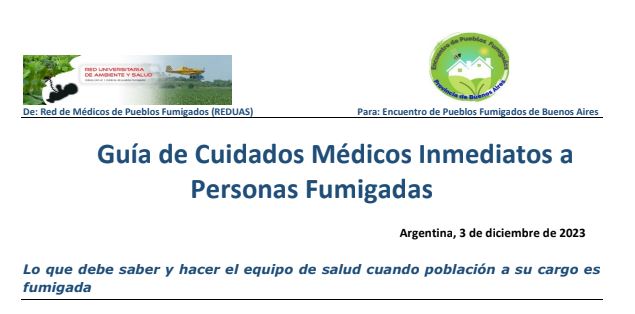 RED UNIVERSITARIA
DE AMBIENTE Y SALUD
Encuentro de Pueblos Fumigados
Provincia de Buenos Aires
De: Red de Médicos de Pueblos Fumigados (REDUAS)
Para: Encuentro de Pueblos Fumigados de Buenos Aires
Guía de Cuidados Médicos Inmediatos a
Personas Fumigadas
Argentina, 3 de diciembre de 2023
Lo que debe saber y hacer el equipo de salud cuando población a su cargo es
fumigada